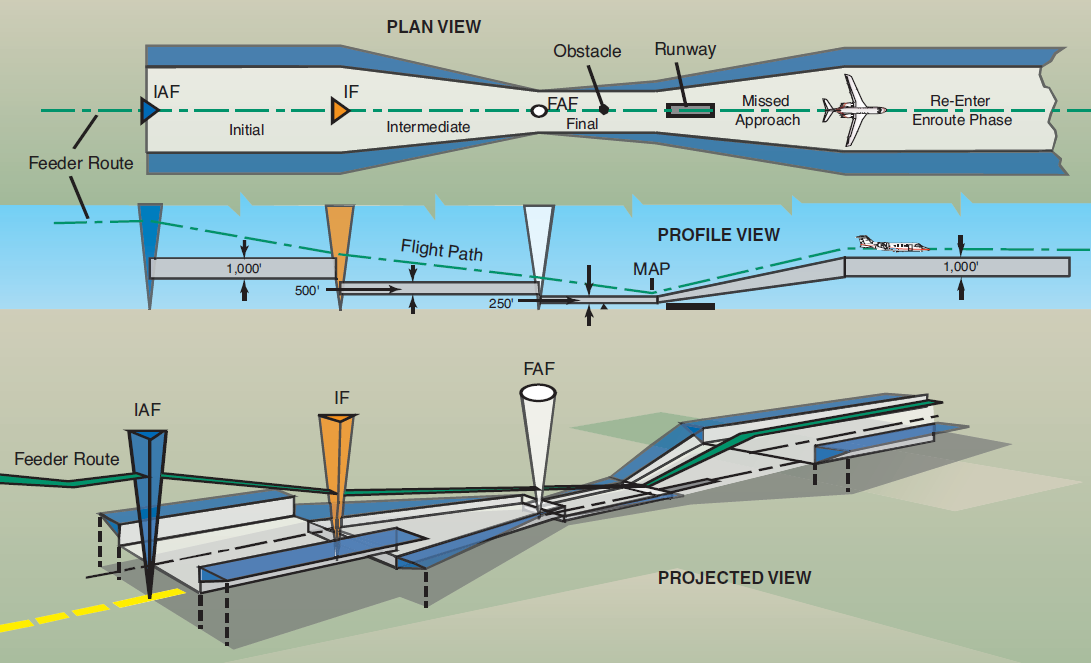 PLAN VIEW
Obstacle
Runway
IAF
IF
FAF
Missed
Approach
Re-Enter
Enroute Phase
Initial
Intermediate
Final
Feeder Route
Flight Path
PROFILE VIEW
MAP
1,000'
500'
250'
1,000'
FAF
IF
IAF
Feeder Route
PROJECTED VIEW